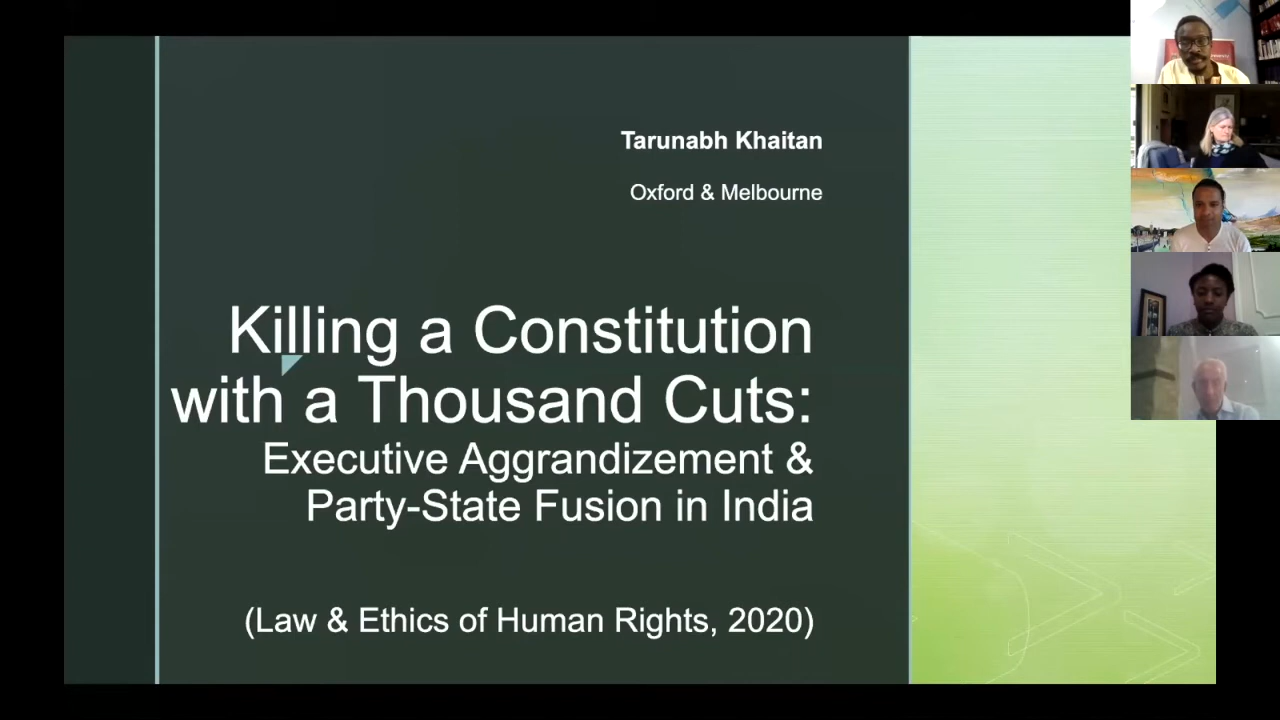 Tarunabh Khaitan
Oxford & Melbourne
Killing a Constitution
with a Thousand Cuts:
Executive Aggrandizement &
Party-State Fusion in India
(Law & Ethics of Human Rights, 2020)